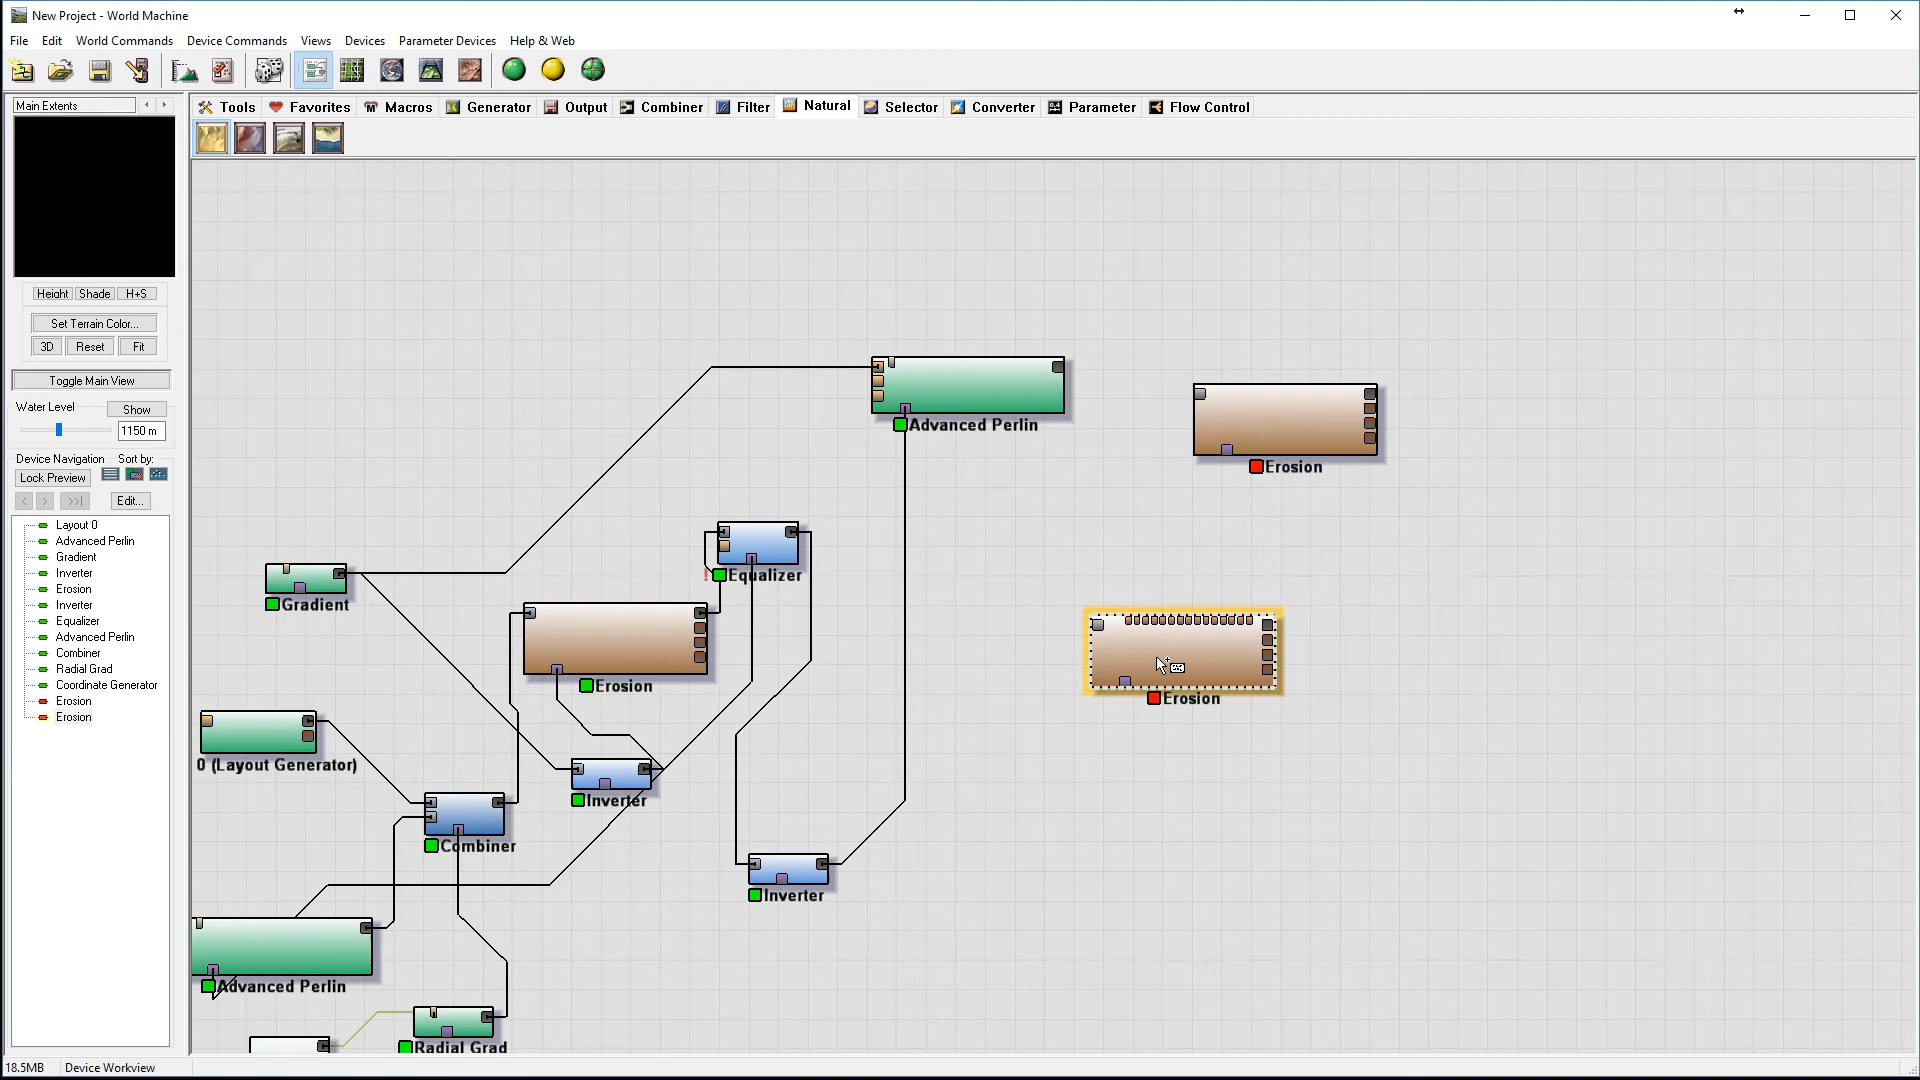 New Project - World Machine
File Edit World Commands Device Commands Views Devices Parameter Devices Help & Web
Main Extents
Tools Favorites Macros Generator Output Combiner Filter Natural Selector Converter Parameter Flow Control
Height Shade H+S
Set Terrain Color...
3D Reset Fit
Toggle Main View
Water Level Show
1150 m
Device Navigation Sort by:
Lock Preview
< > >>| Edit...
Layout 0
Advanced Perlin
Gradient
Inverter
Erosion
Inverter
Equalizer
Advanced Perlin
Combiner
Radial Grad
Coordinate Generator
Erosion
Erosion
Advanced Perlin
Erosion
! Equalizer
Gradient
Erosion
Erosion
0 (Layout Generator)
Inverter
Combiner
Inverter
Advanced Perlin
Radial Grad
18.5MB Device Workview